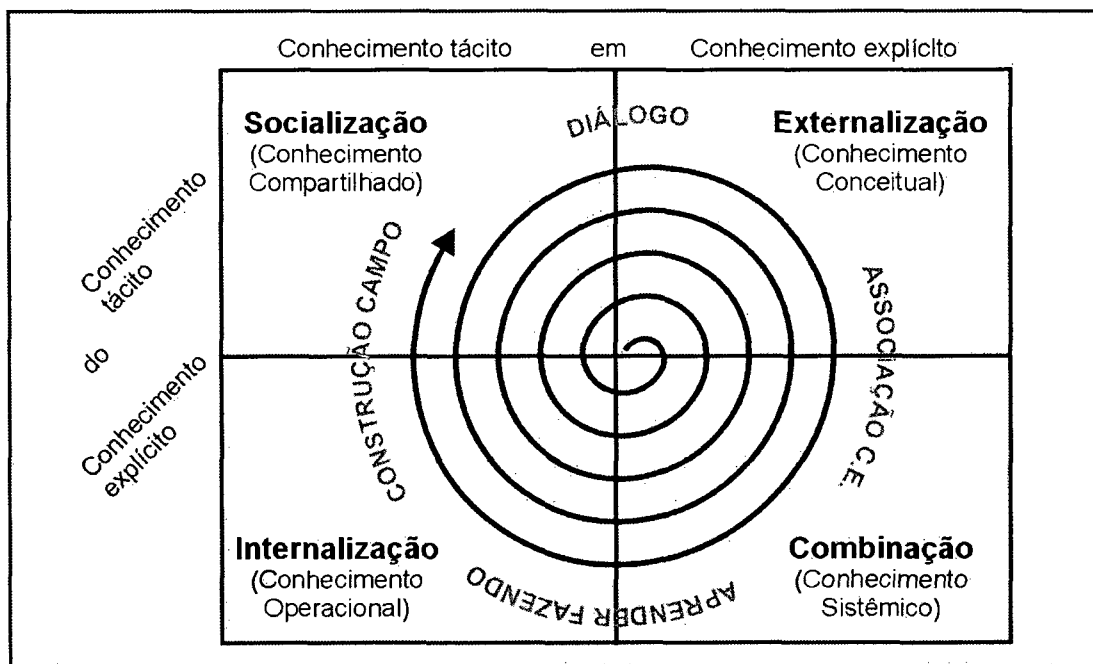 Conhecimento tácito em Conhecimento explícito
Socialização
(Conhecimento
Compartilhado)
DIÁLOGO
Externalização
(Conhecimento
Conceitual)
Conhecimento
tácito
do
Conhecimento
explícito
CONSTRUÇÃO CAMPO
ASSOCIAÇÃO C.E.
Internalização
(Conhecimento
Operacional)
APRENDER FAZENDO
Combinação
(Conhecimento
Sistêmico)